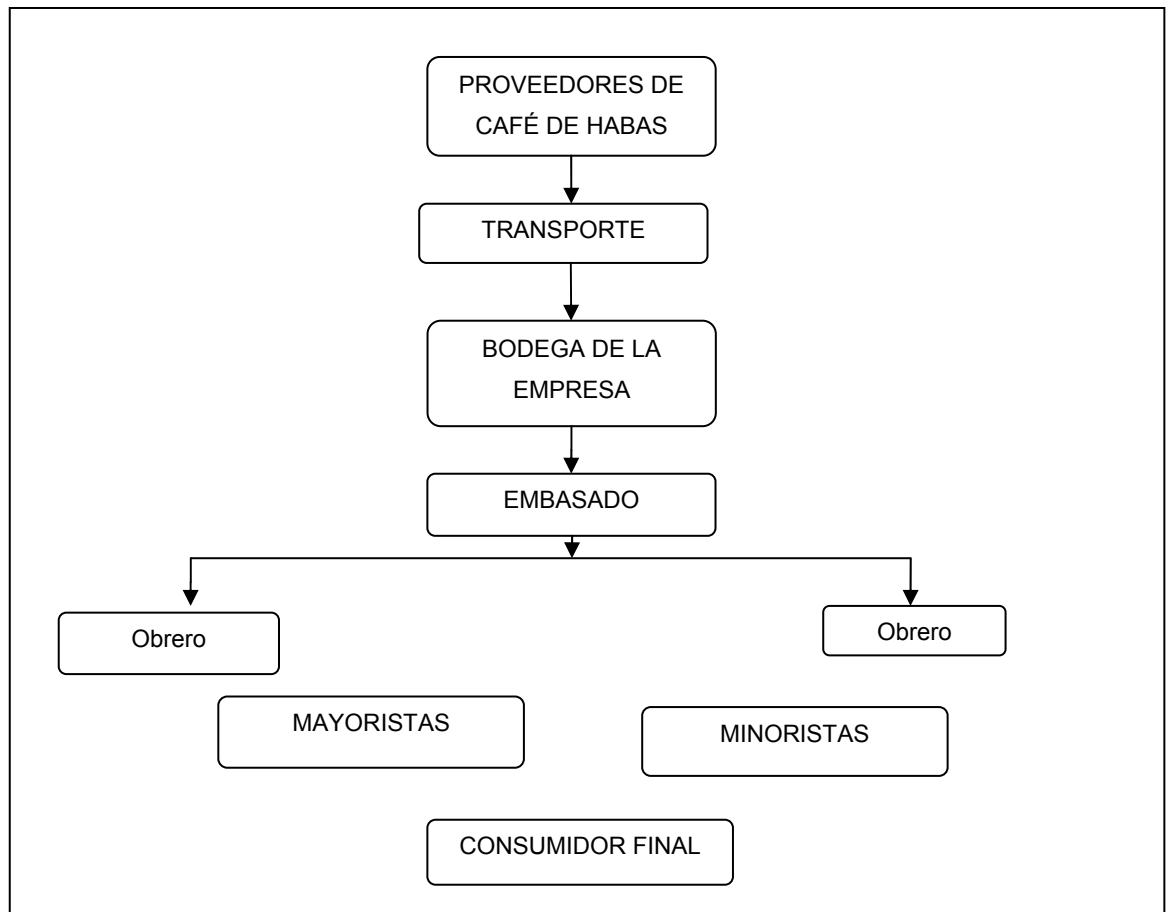 PROVEEDORES DE
CAFÉ DE HABAS
TRANSPORTE
BODEGA DE LA
EMPRESA
EMBASADO
Obrero
Obrero
MAYORISTAS
MINORISTAS
CONSUMIDOR FINAL